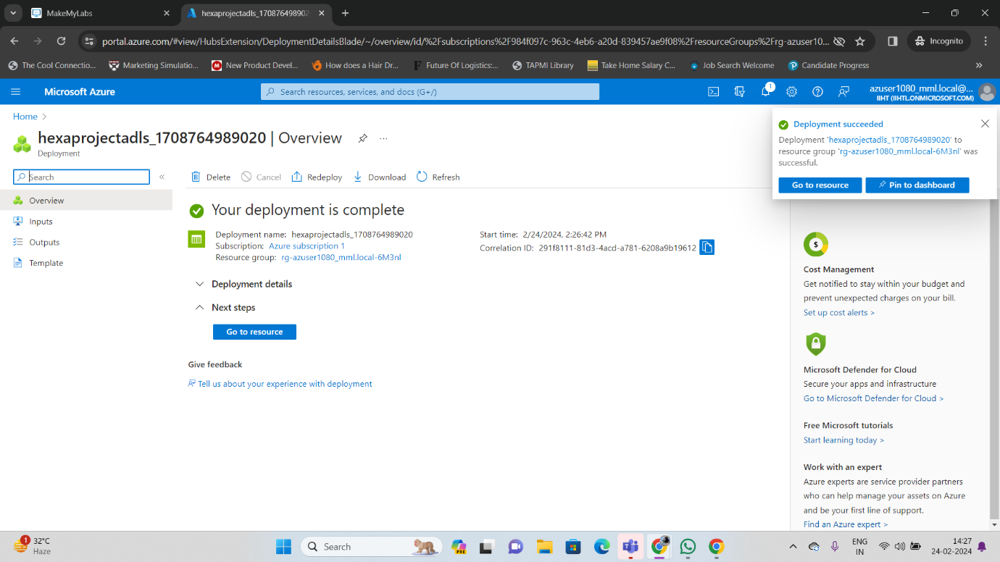 MakeMyLabs
hexaprojectadls_1708764989020
portal.azure.com/#view/HubsExtension/DeploymentDetailsBlade/~/overview/id/%2Fsubscriptions%2F984f097c-963c-4eb6-a20d-839457ae9f08%2FresourceGroups%2Frg-azuser10...
Incognito
The Cool Connectio...
Marketing Simulatio...
New Product Devel...
How does a Hair Dr...
Future Of Logistics:...
TAPMI Library
Take Home Salary C...
Job Search Welcome
Candidate Progress
Microsoft Azure
Search resources, services, and docs (G+/)
1
azuser1080_mml.local@...
IIHT (IIHTL.ONMICROSOFT.COM)
Home
hexaprojectadls_1708764989020 | Overview
Deployment
Deployment succeeded
Deployment 'hexaprojectadls_1708764989020' to
resource group 'rg-azuser1080_mml.local-6M3nl' was
successful.
Go to resource
Pin to dashboard
Search
Delete
Cancel
Redeploy
Download
Refresh
Overview
Inputs
Outputs
Template
Your deployment is complete
Deployment name: hexaprojectadls_1708764989020
Subscription: Azure subscription 1
Resource group: rg-azuser1080_mml.local-6M3nl
Start time: 2/24/2024, 2:26:42 PM
Correlation ID: 291f8111-81d3-4acd-a781-6208a9b19612
Deployment details
Next steps
Go to resource
Give feedback
Tell us about your experience with deployment
Cost Management
Get notified to stay within your budget and
prevent unexpected charges on your bill.
Set up cost alerts >
Microsoft Defender for Cloud
Secure your apps and infrastructure
Go to Microsoft Defender for Cloud >
Free Microsoft tutorials
Start learning today >
Work with an expert
Azure experts are service provider partners
who can help manage your assets on Azure
and be your first line of support.
Find an Azure expert >
1
32°C
Haze
Search
PRE
ENG
IN
14:27
24-02-2024